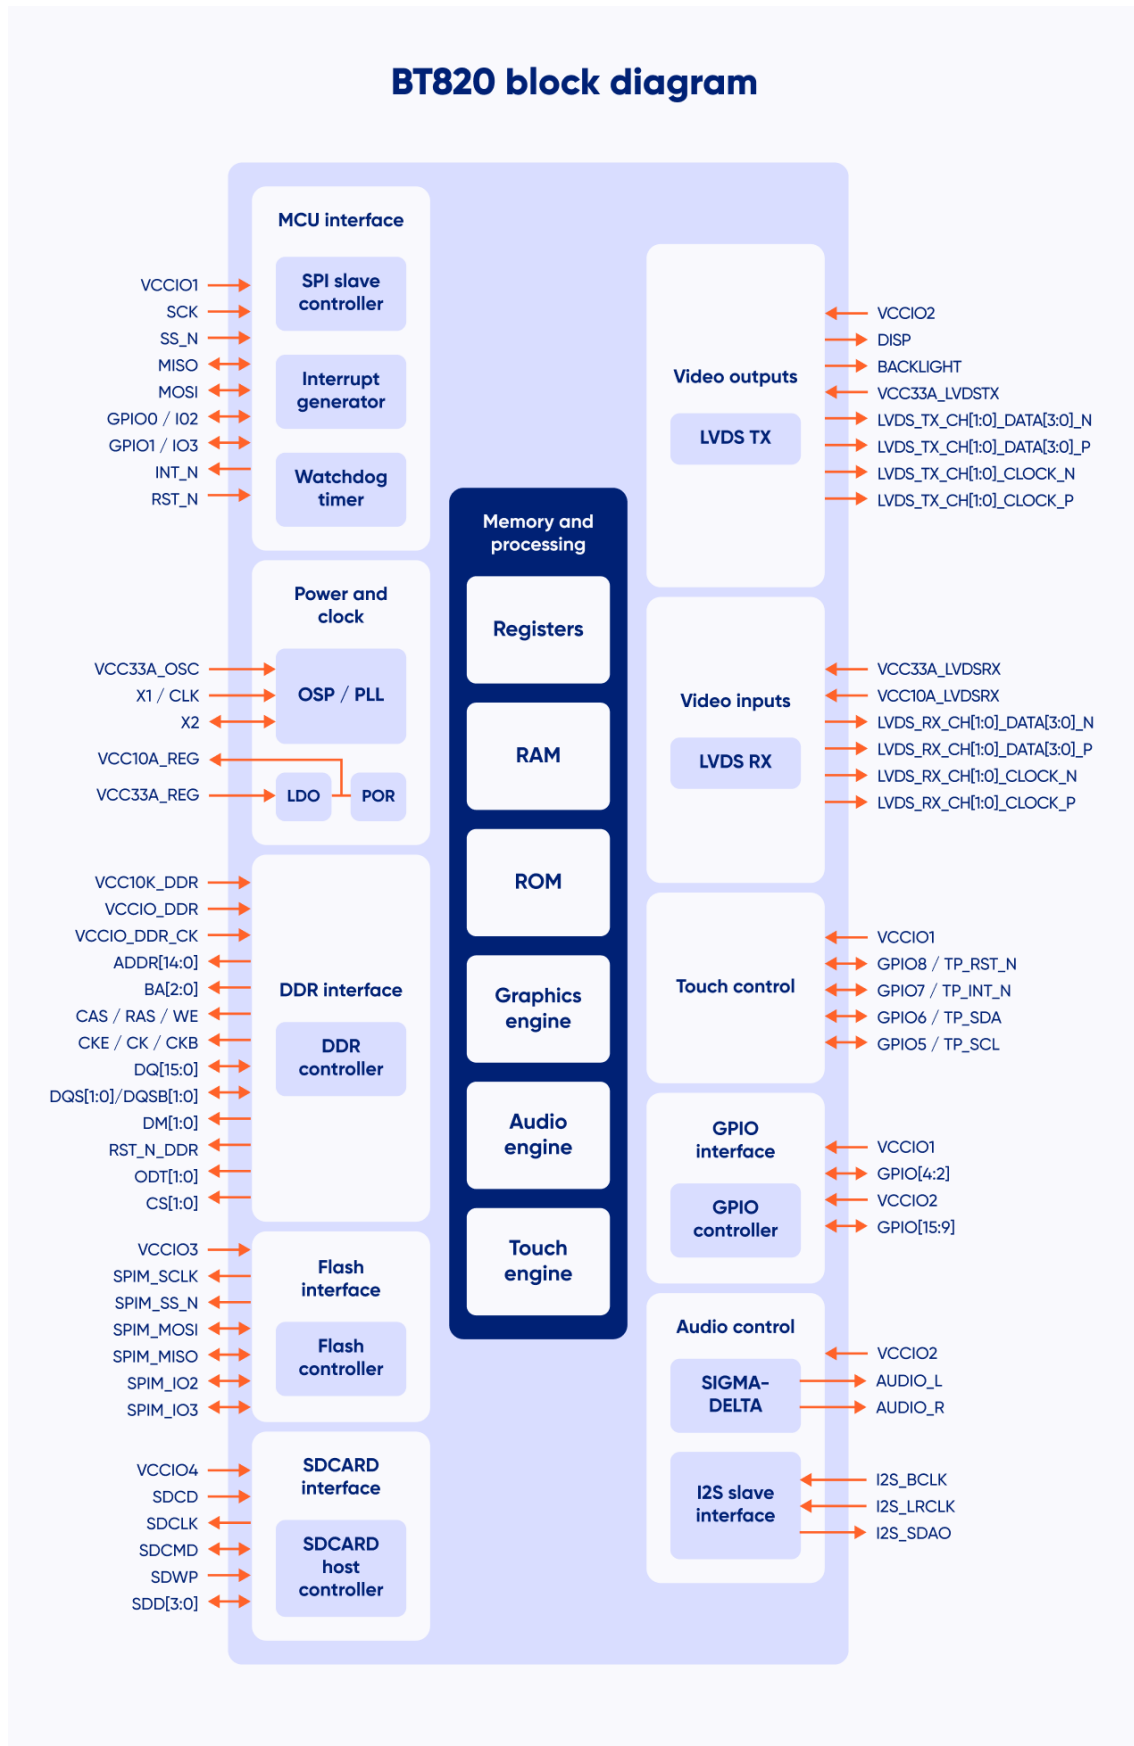 BT820 block diagram
MCU interface
SPI slave
controller
Interrupt
generator
Watchdog
timer
VCCIO1
SCK
SS_N
MISO
MOSI
GPIO0 / I02
GPIO1 / IO3
INT_N
RST_N
Power and
clock
OSP / PLL
LDO
POR
VCC33A_OSC
X1 / CLK
X2
VCC10A_REG
VCC33A_REG
DDR interface
DDR
controller
VCC10K_DDR
VCCIO_DDR
VCCIO_DDR_CK
ADDR[14:0]
BA[2:0]
CAS / RAS / WE
CKE / CK / CKB
DQ[15:0]
DQS[1:0]/DQSB[1:0]
DM[1:0]
RST_N_DDR
ODT[1:0]
CS[1:0]
Flash
interface
Flash
controller
VCCIO3
SPIM_SCLK
SPIM_SS_N
SPIM_MOSI
SPIM_MISO
SPIM_IO2
SPIM_IO3
SDCARD
interface
SDCARD
host
controller
VCCIO4
SDCD
SDCLK
SDCMD
SDWP
SDD[3:0]
Memory and
processing
Registers
RAM
ROM
Graphics
engine
Audio
engine
Touch
engine
Video outputs
LVDS TX
VCCIO2
DISP
BACKLIGHT
VCC33A_LVDSTX
LVDS_TX_CH[1:0]_DATA[3:0]_N
LVDS_TX_CH[1:0]_DATA[3:0]_P
LVDS_TX_CH[1:0]_CLOCK_N
LVDS_TX_CH[1:0]_CLOCK_P
Video inputs
LVDS RX
VCC33A_LVDSRX
VCC10A_LVDSRX
LVDS_RX_CH[1:0]_DATA[3:0]_N
LVDS_RX_CH[1:0]_DATA[3:0]_P
LVDS_RX_CH[1:0]_CLOCK_N
LVDS_RX_CH[1:0]_CLOCK_P
Touch control
VCCIO1
GPIO8 / TP_RST_N
GPIO7 / TP_INT_N
GPIO6 / TP_SDA
GPIO5 / TP_SCL
GPIO
interface
GPIO
controller
VCCIO1
GPIO[4:2]
VCCIO2
GPIO[15:9]
Audio control
SIGMA-
DELTA
I2S slave
interface
VCCIO2
AUDIO_L
AUDIO_R
I2S_BCLK
I2S_LRCLK
I2S_SDAO